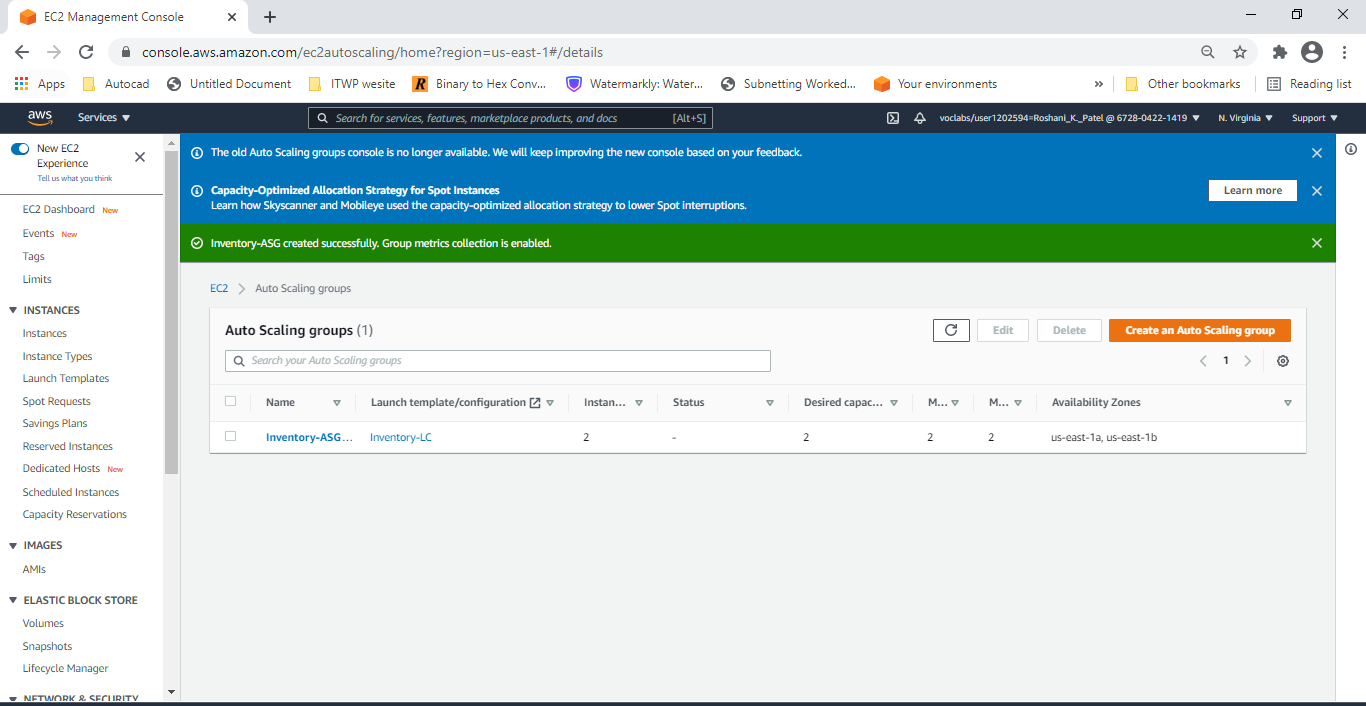 EC2 Management Console
console.aws.amazon.com/ec2autoscaling/home?region=us-east-1#/details
Apps Autocad Untitled Document ITWP wesite R Binary to Hex Conv... Watermarkly: Water... Subnetting Worked... Your environments » Other bookmarks Reading list
aws Services Search for services, features, marketplace products, and docs [Alt+S] voclabs/user1202594=Roshani_K._Patel @ 6728-0422-1419 N. Virginia Support
New EC2
Experience
Tell us what you think
EC2 Dashboard New
Events New
Tags
Limits
INSTANCES
Instances
Instance Types
Launch Templates
Spot Requests
Savings Plans
Reserved Instances
Dedicated Hosts New
Scheduled Instances
Capacity Reservations
IMAGES
AMIs
ELASTIC BLOCK STORE
Volumes
Snapshots
Lifecycle Manager
NETWORK & SECURITY
The old Auto Scaling groups console is no longer available. We will keep improving the new console based on your feedback.
Capacity-Optimized Allocation Strategy for Spot Instances
Learn how Skyscanner and Mobileye used the capacity-optimized allocation strategy to lower Spot interruptions.
Learn more
Inventory-ASG created successfully. Group metrics collection is enabled.
EC2 Auto Scaling groups
Auto Scaling groups (1)
Edit Delete Create an Auto Scaling group
Search your Auto Scaling groups
1
Name Launch template/configuration Instan... Status Desired capac... M... M... Availability Zones
Inventory-ASG... Inventory-LC 2 - 2 2 2 us-east-1a, us-east-1b